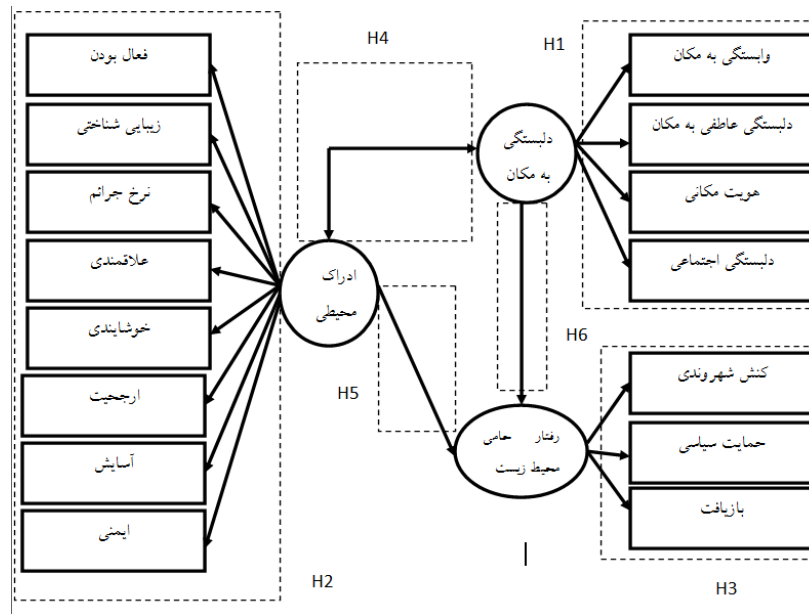 H4
H1
وابستگی به مکان
دلبستگی عاطفی به مکان
هویت مکانی
دلبستگی اجتماعی
دلبستگی
به مکان
فعال بودن
زیبایی شناختی
نرخ جرائم
علاقمندی
خوشایندی
ارجحیت
آسایش
ایمنی
ادراک
محیطی
H6
H5
کنش شهروندی
حمایت سیاسی
بازیافت
رفتار حامی
محیط زیست
H2
H3